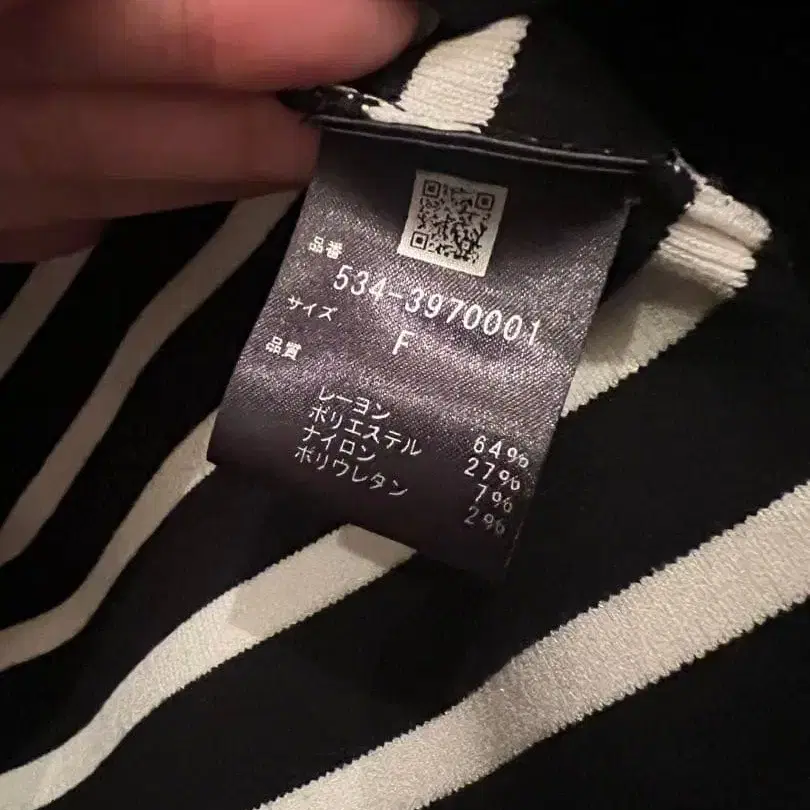 品番
534-3970001
サイズ
F
品質
レーヨン 64%
ポリエステル 27%
ナイロン 7%
ポリウレタン 2%